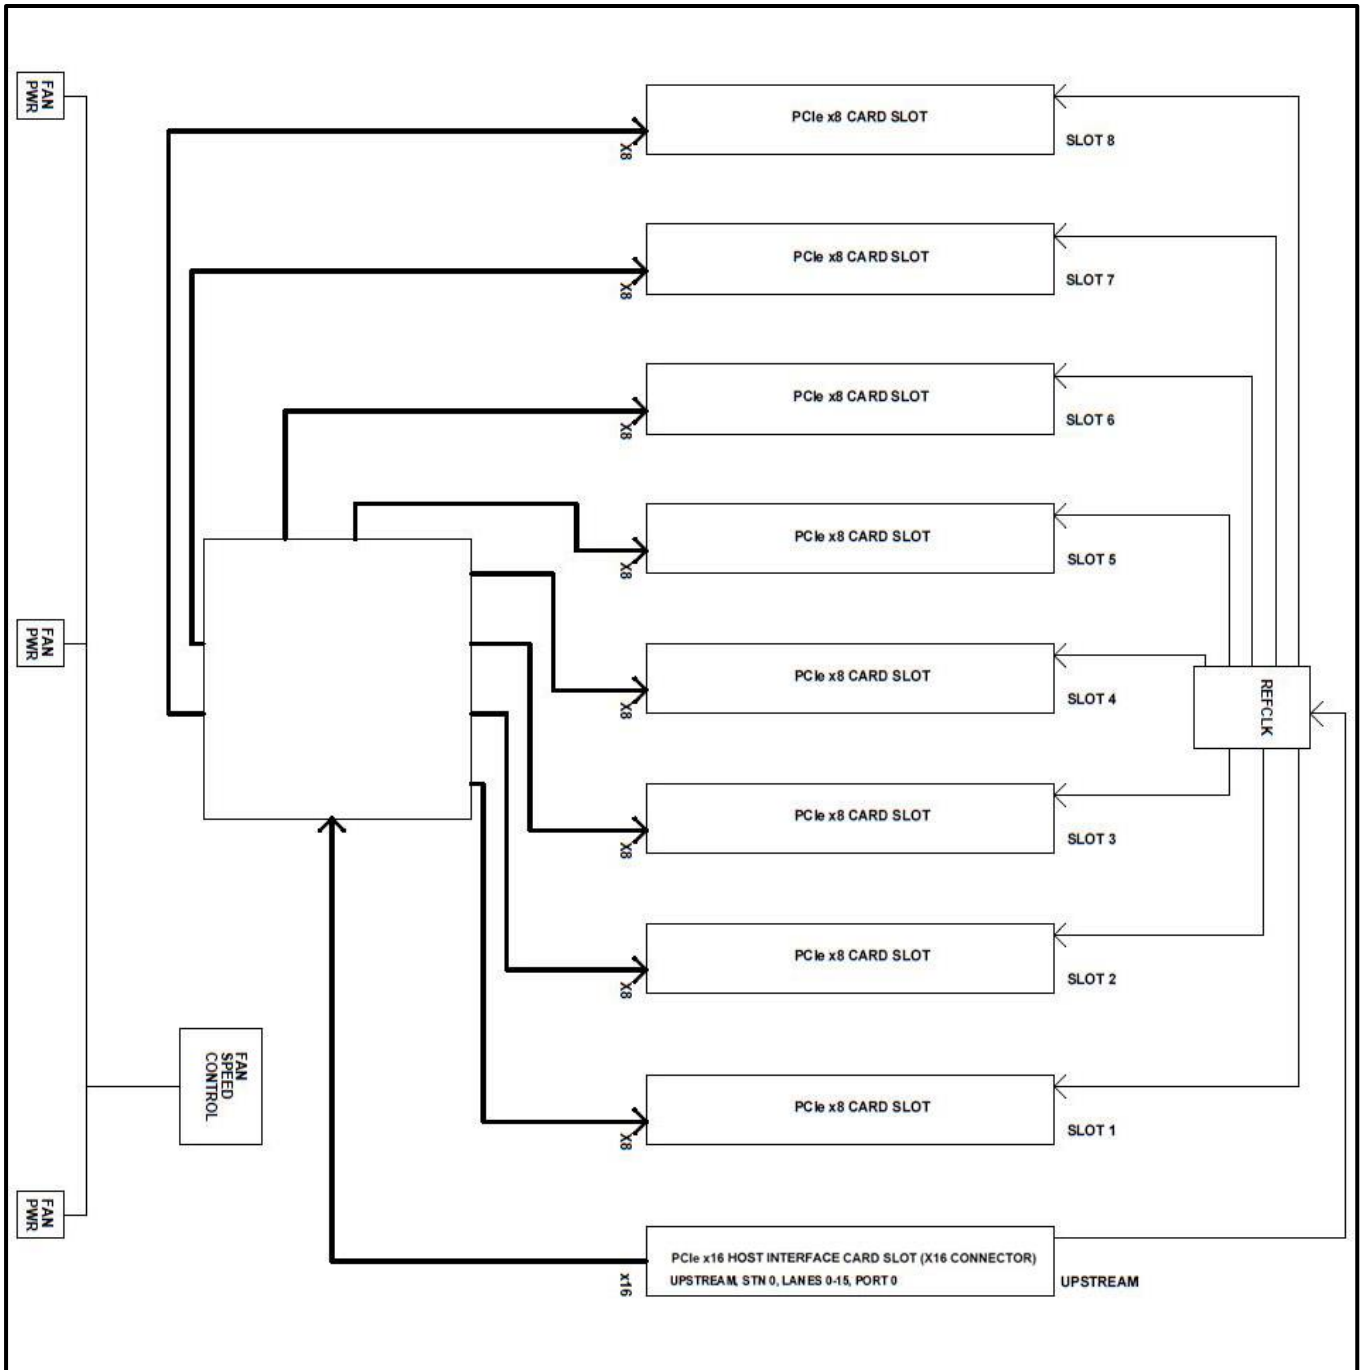 FAN
PWR
PCIe x8 CARD SLOT
SLOT 8
X8
PCIe x8 CARD SLOT
SLOT 7
X8
PCIe x8 CARD SLOT
SLOT 6
X8
PCIe x8 CARD SLOT
SLOT 5
X8
FAN
PWR
PCIe x8 CARD SLOT
SLOT 4
X8
REFCLK
PCIe x8 CARD SLOT
SLOT 3
X8
PCIe x8 CARD SLOT
SLOT 2
X8
FAN
SPEED
CONTROL
PCIe x8 CARD SLOT
SLOT 1
X8
FAN
PWR
PCIe x16 HOST INTERFACE CARD SLOT (X16 CONNECTOR)
UPSTREAM, STN 0, LANES 0-15, PORT 0
UPSTREAM
x16